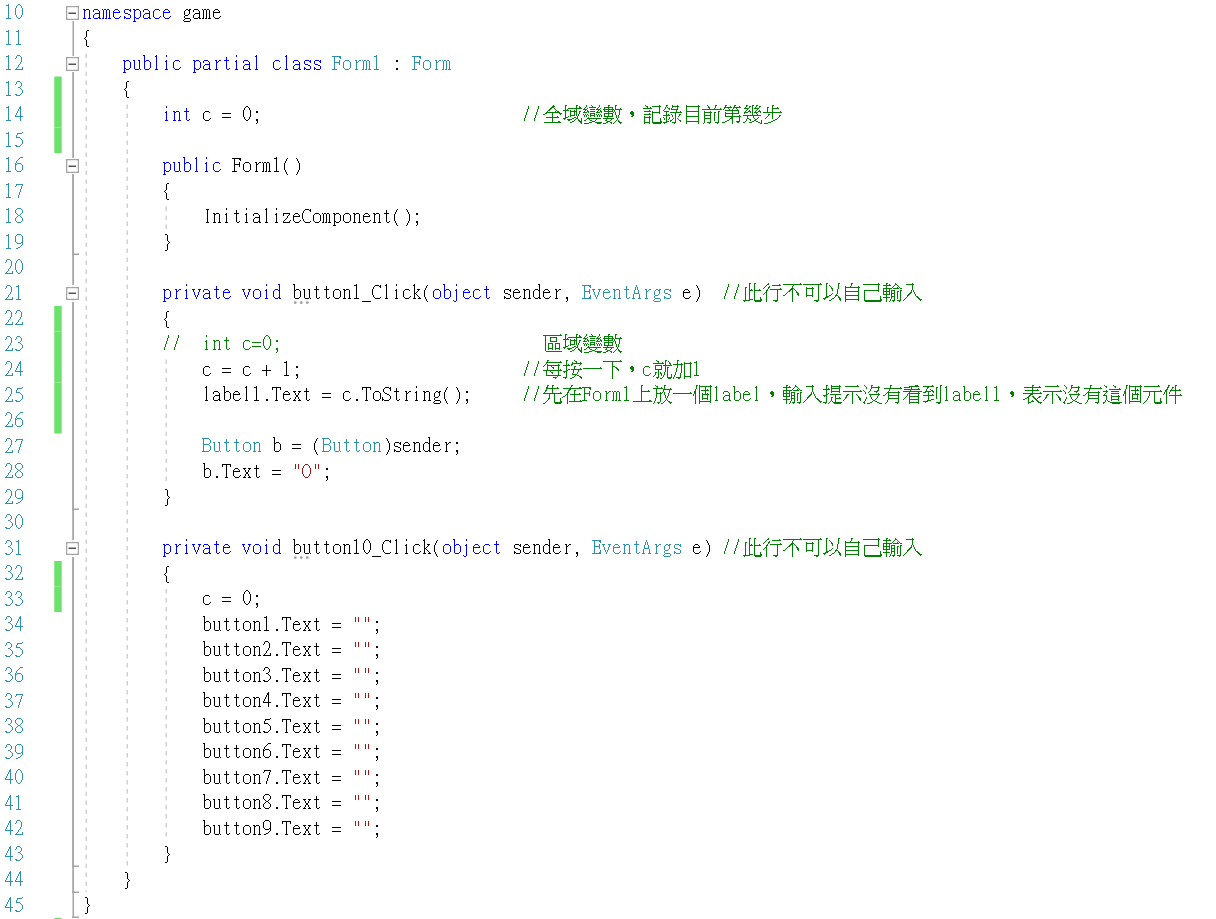 10 namespace game
11 {
12 public partial class Form1 : Form
13 {
14 int c = 0; //全域變數，記錄目前第幾步
15
16 public Form1()
17 {
18 InitializeComponent();
19 }
20
21 private void button1_Click(object sender, EventArgs e) //此行不可以自己輸入
22 {
23 // int c=0; 區域變數
24 c = c + 1; //每按一下，c就加1
25 label1.Text = c.ToString(); //先在Form1上放一個label，輸入提示沒有看到label1，表示沒有這個元件
26
27 Button b = (Button)sender;
28 b.Text = "O";
29 }
30
31 private void button10_Click(object sender, EventArgs e) //此行不可以自己輸入
32 {
33 c = 0;
34 button1.Text = "";
35 button2.Text = "";
36 button3.Text = "";
37 button4.Text = "";
38 button5.Text = "";
39 button6.Text = "";
40 button7.Text = "";
41 button8.Text = "";
42 button9.Text = "";
43 }
44 }
45 }